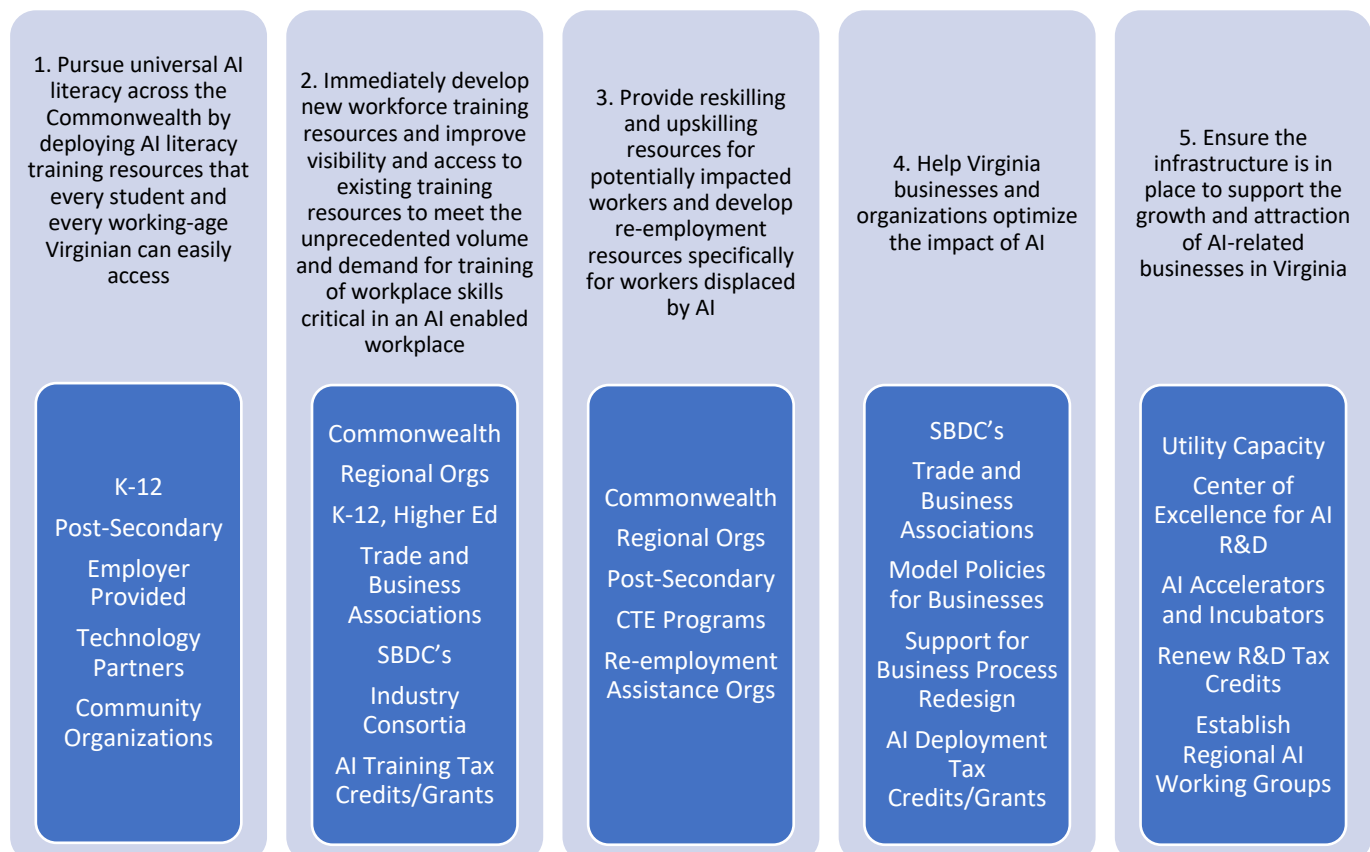 1. Pursue universal AI
literacy across the
Commonwealth by
deploying AI literacy
training resources that
every student and
every working-age
Virginian can easily
access
K-12
Post-Secondary
Employer
Provided
Technology
Partners
Community
Organizations
2. Immediately develop
new workforce training
resources and improve
visibility and access to
existing training
resources to meet the
unprecedented volume
and demand for training
of workplace skills
critical in an AI enabled
workplace
Commonwealth
Regional Orgs
K-12, Higher Ed
Trade and
Business
Associations
SBDC’s
Industry
Consortia
AI Training Tax
Credits/Grants
3. Provide reskilling
and upskilling
resources for
potentially impacted
workers and develop
re-employment
resources specifically
for workers displaced
by AI
Commonwealth
Regional Orgs
Post-Secondary
CTE Programs
Re-employment
Assistance Orgs
4. Help Virginia
businesses and
organizations optimize
the impact of AI
SBDC’s
Trade and
Business
Associations
Model Policies
for Businesses
Support for
Business Process
Redesign
AI Deployment
Tax
Credits/Grants
5. Ensure the
infrastructure is in
place to support the
growth and attraction
of AI-related
businesses in Virginia
Utility Capacity
Center of
Excellence for AI
R&D
AI Accelerators
and Incubators
Renew R&D Tax
Credits
Establish
Regional AI
Working Groups